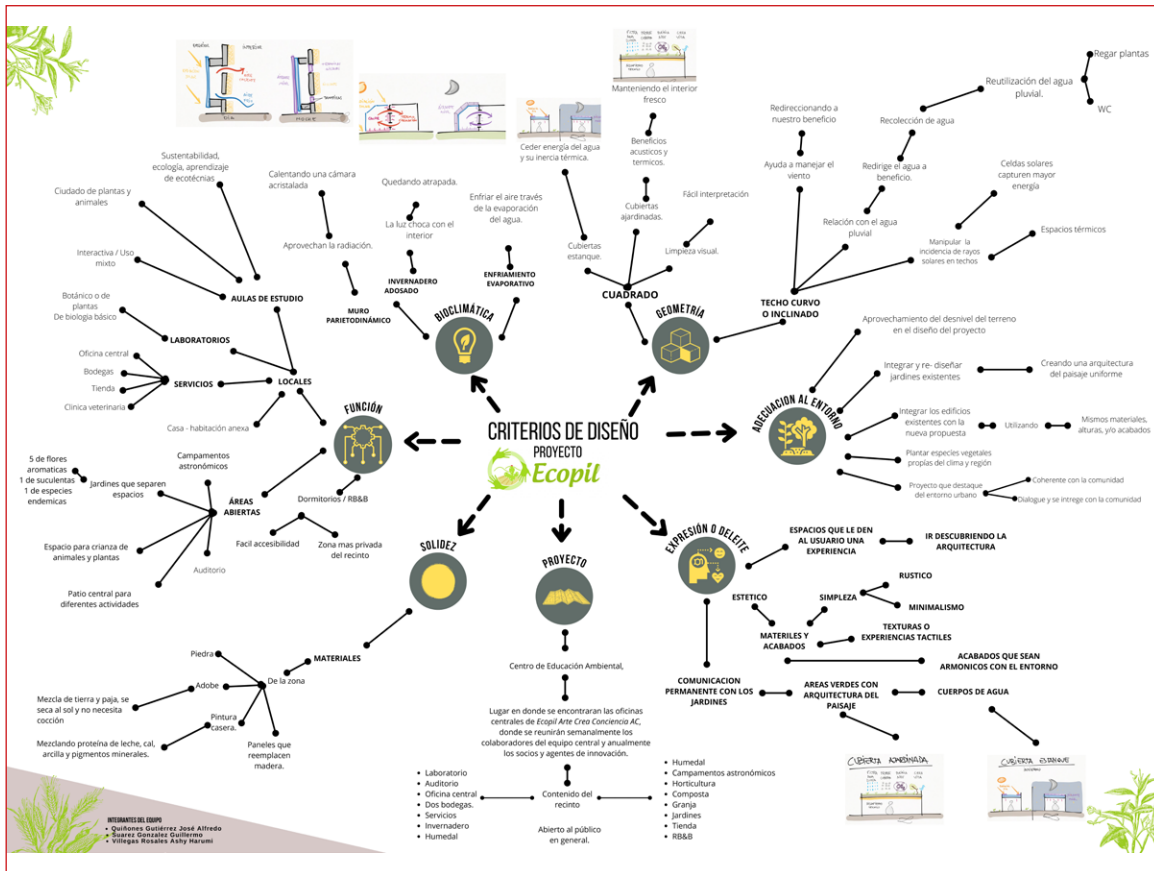 CRITERIOS DE DISEÑO
PROYECTO
Ecopil
BIOCLIMÁTICA
MURO
PARIETODINÁMICO
Aprovechan la radiación.
Calentando una cámara
acristalada
INVERNADERO
ADOSADO
La luz choca con el
interior
Quedando atrapada.
ENFRIAMIENTO
EVAPORATIVO
Enfriar el aire través
de la evaporación
del agua.
GEOMETRÍA
CUADRADO
Cubiertas
estanque.
Ceder energía del agua
y su inercia térmica.
Cubiertas
ajardinadas.
Beneficios
acusticos y
termicos.
Manteniendo el interior
fresco
Limpieza visual.
Fácil interpretación
TECHO CURVO
O INCLINADO
Ayuda a manejar el
viento
Redireccionando a
nuestro beneficio
Relación con el agua
pluvial
Redirige el agua a
beneficio.
Recolección de agua
Reutilización del agua
pluvial.
Regar plantas
WC
Manipular la
incidencia de rayos
solares en techos
Celdas solares
capturen mayor
energía
Espacios térmicos
ADECUACION AL ENTORNO
Aprovechamiento del desnivel del terreno
en el diseño del proyecto
Integrar y re- diseñar
jardines existentes
Creando una arquitectura
del paisaje uniforme
Integrar los edificios
existentes con la
nueva propuesta
Utilizando
Mismos materiales,
alturas, y/o acabados
Plantar especies vegetales
propias del clima y región
Proyecto que destaque
del entorno urbano
Coherente con la comunidad
Dialogue y se intrege con la comunidad
EXPRESIÓN O DELEITE
ESPACIOS QUE LE DEN
AL USUARIO UNA
EXPERIENCIA
IR DESCUBRIENDO LA
ARQUITECTURA
ESTETICO
MATERILES Y
ACABADOS
SIMPLEZA
RUSTICO
MINIMALISMO
TEXTURAS O
EXPERIENCIAS TACTILES
ACABADOS QUE SEAN
ARMONICOS CON EL ENTORNO
COMUNICACION
PERMANENTE CON LOS
JARDINES
AREAS VERDES CON
ARQUITECTURA DEL
PAISAJE
CUERPOS DE AGUA
CUBIERTA AJARDINADA
CUBIERTA ESTANQUE
PROYECTO
Centro de Educación Ambiental,
Lugar en donde se encontraran las oficinas
centrales de Ecopil Arte Crea Conciencia AC,
donde se reunirán semanalmente los
colaboradores del equipo central y anualmente
los socios y agentes de innovación.
Contenido del
recinto
• Laboratorio
• Auditorio
• Oficina central
• Dos bodegas.
• Servicios
• Invernadero
• Humedal
• Humedal
• Campamentos astronómicos
• Horticultura
• Composta
• Granja
• Jardines
• Tienda
• RB&B
Abierto al público
en general.
SOLIDEZ
MATERIALES
De la zona
Piedra
Adobe
Mezcla de tierra y paja, se
seca al sol y no necesita
cocción
Pintura
casera.
Mezclando proteína de leche, cal,
arcilla y pigmentos minerales.
Paneles que
reemplacen
madera.
FUNCIÓN
LOCALES
AULAS DE ESTUDIO
Sustentabilidad,
ecología, aprendizaje
de ecotécnias
Ciudado de plantas y
animales
Interactiva / Uso
mixto
LABORATORIOS
Botánico o de
plantas
De biologia básico
SERVICIOS
Oficina central
Bodegas
Tienda
Clinica veterinaria
Casa - habitación anexa
ÁREAS
ABIERTAS
Campamentos
astronómicos
Jardines que separen
espacios
5 de flores
aromaticas
1 de suculentas
1 de especies
endemicas
Espacio para crianza de
animales y plantas
Patio central para
diferentes actividades
Auditorio
Dormitorios / RB&B
Facil accesibilidad
Zona mas privada
del recinto
INTEGRANTES DEL EQUIPO
• Quiñones Gutiérrez José Alfredo
• Suarez Gonzalez Guillermo
• Villegas Rosales Ashy Harumi